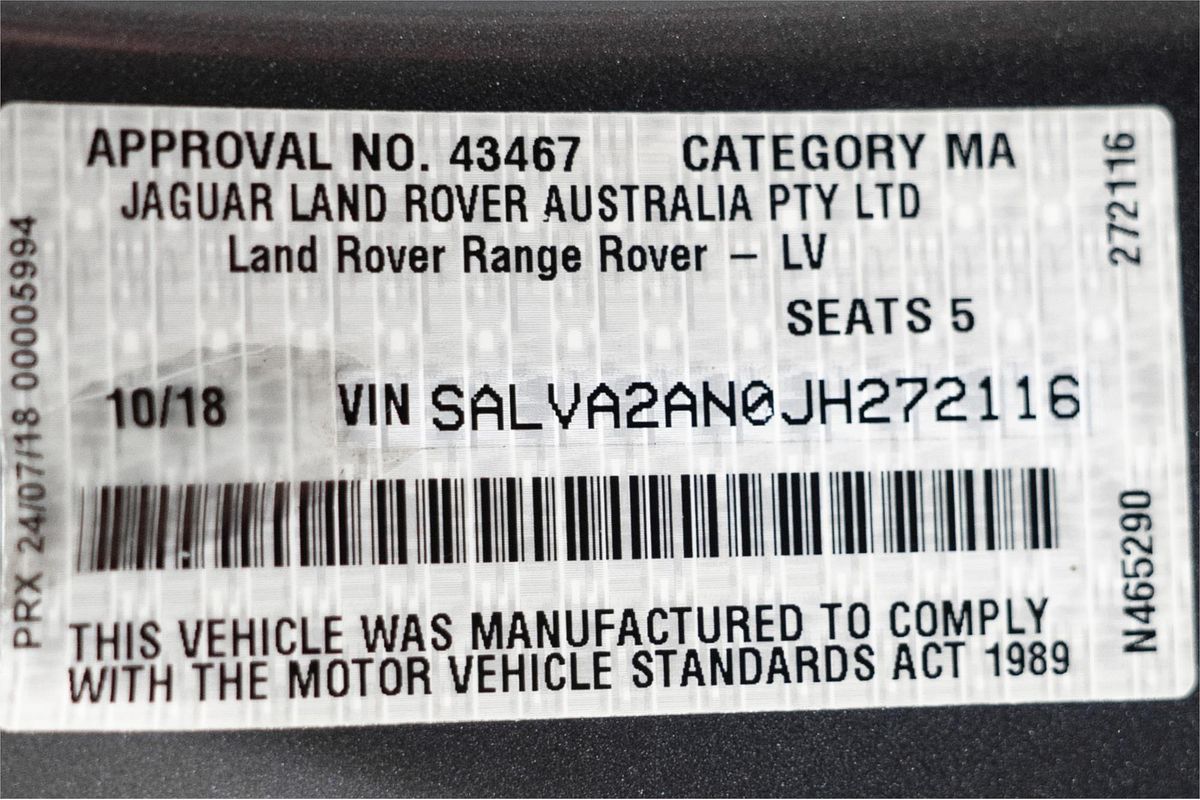 APPROVAL NO. 43467 CATEGORY MA
JAGUAR LAND ROVER AUSTRALIA PTY LTD
Land Rover Range Rover – LV
SEATS 5
10/18 VIN SALVA2AN0JH272116
THIS VEHICLE WAS MANUFACTURED TO COMPLY
WITH THE MOTOR VEHICLE STANDARDS ACT 1989
PRX 24/07/18 00005994
2722116
N465290